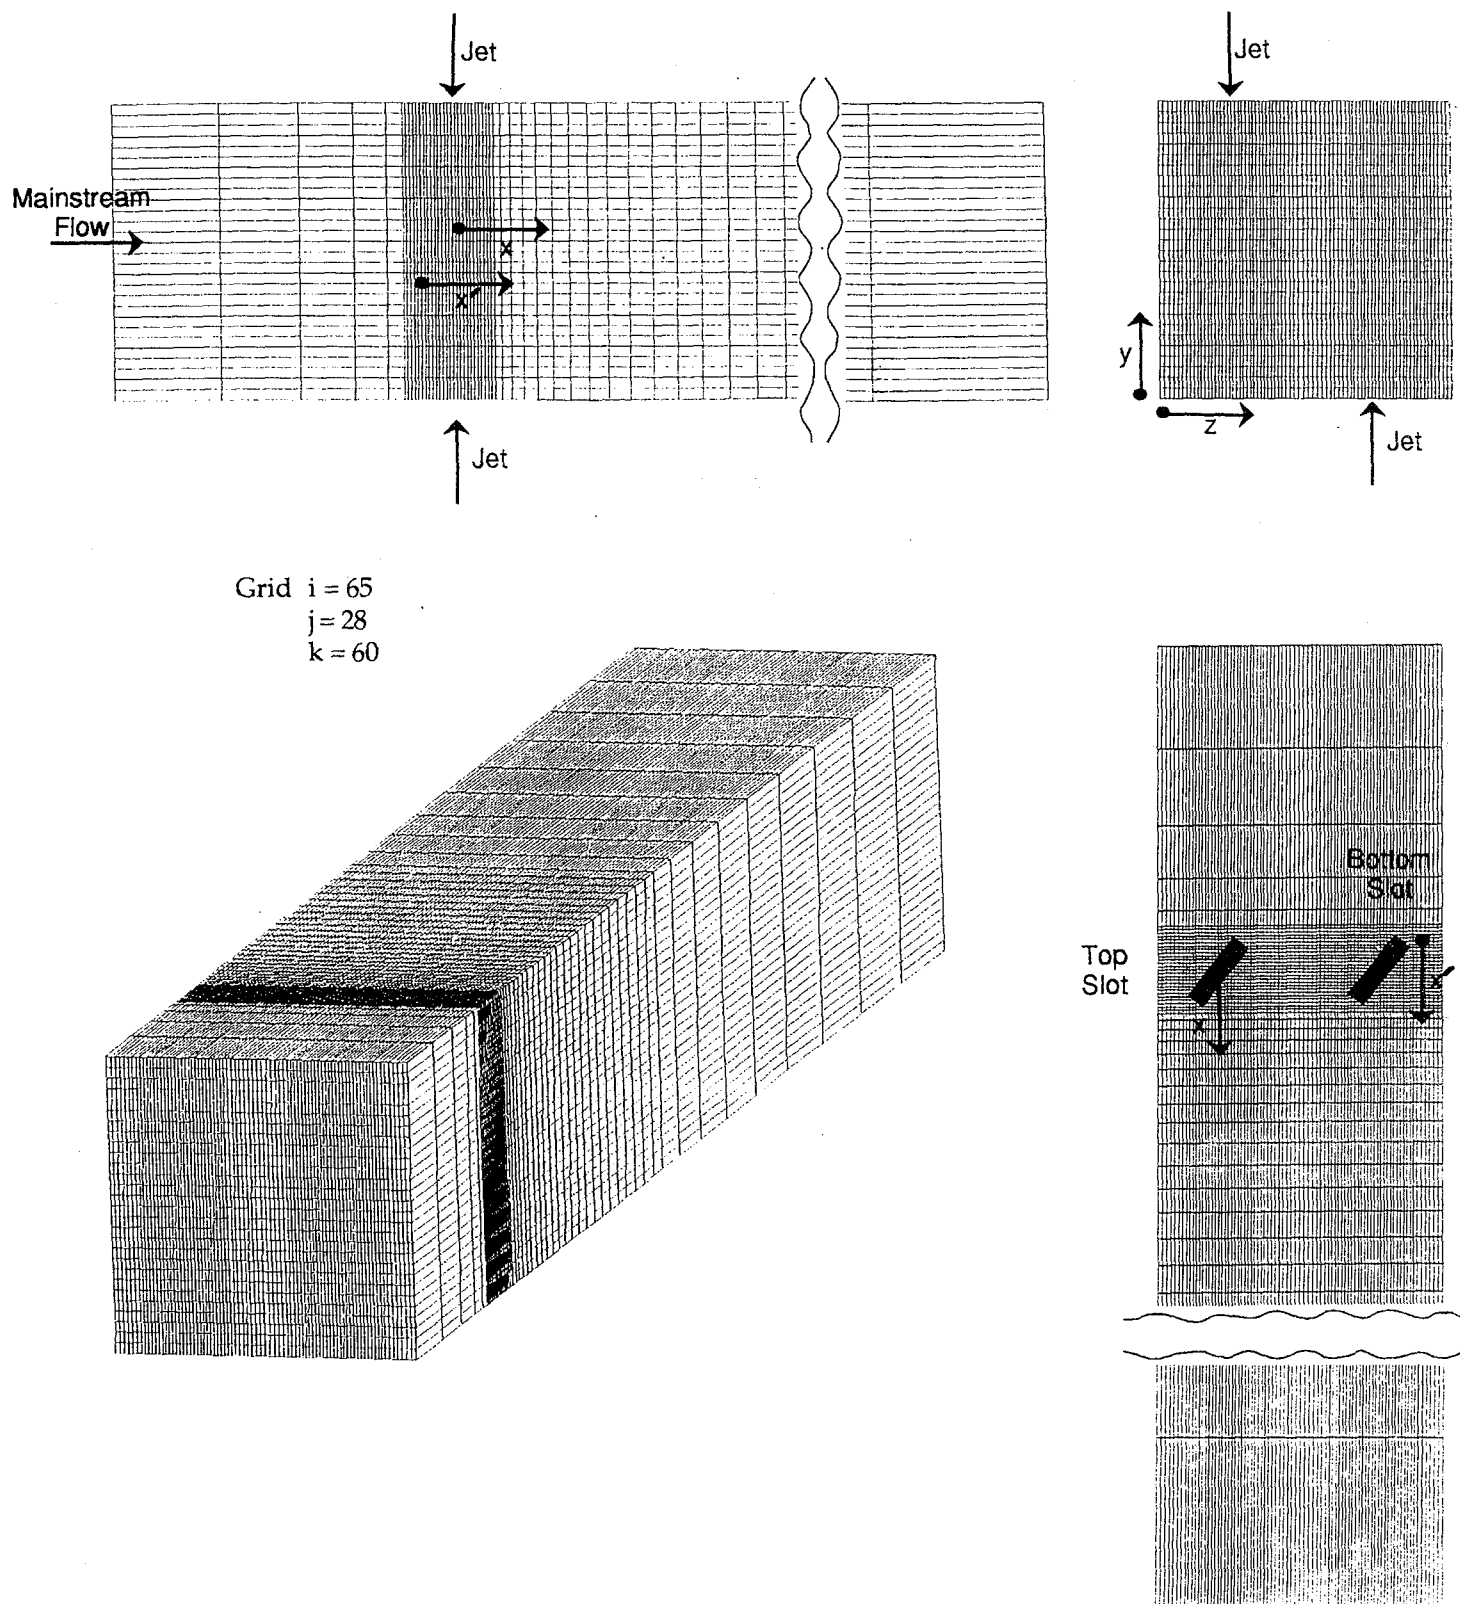 Jet
Jet
Mainstream
Flow
x
x′
y
z
Jet
Jet
Grid i = 65
j = 28
k = 60
Bottom
Slot
Top
Slot
x′
x